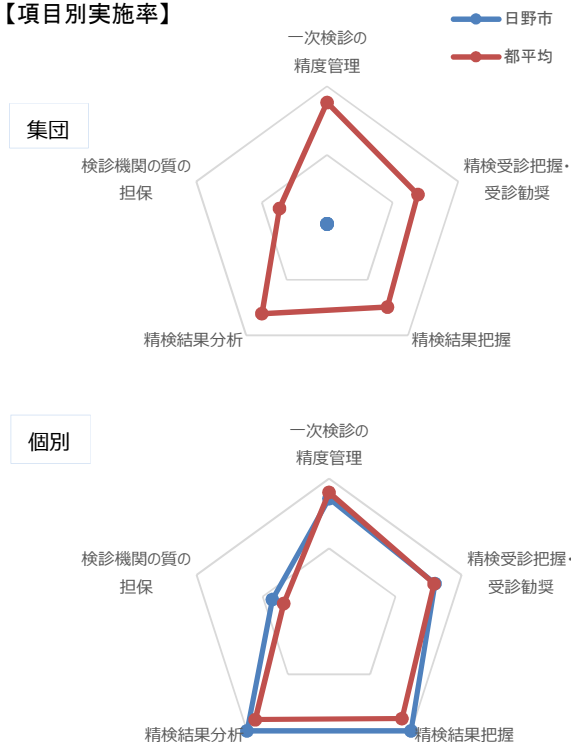 【項目別実施率】
日野市
都平均
集団
一次検診の
精度管理
精検受診把握・
受診勧奨
精検結果把握
精検結果分析
検診機関の質の
担保
個別
一次検診の
精度管理
精検受診把握・
受診勧奨
精検結果把握
精検結果分析
検診機関の質の
担保